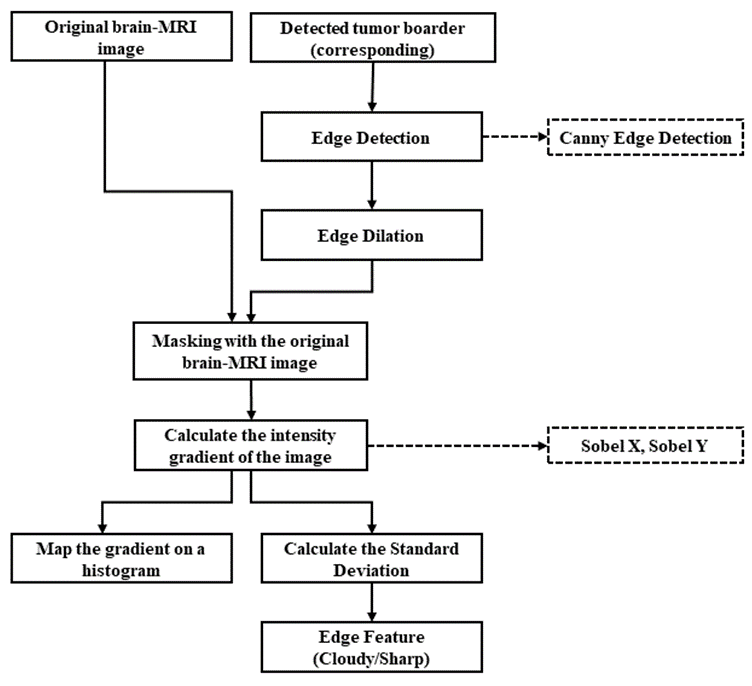 Original brain-MRI
image
Detected tumor boarder
(corresponding)
Edge Detection
Canny Edge Detection
Edge Dilation
Masking with the original
brain-MRI image
Calculate the intensity
gradient of the image
Sobel X, Sobel Y
Map the gradient on a
histogram
Calculate the Standard
Deviation
Edge Feature
(Cloudy/Sharp)